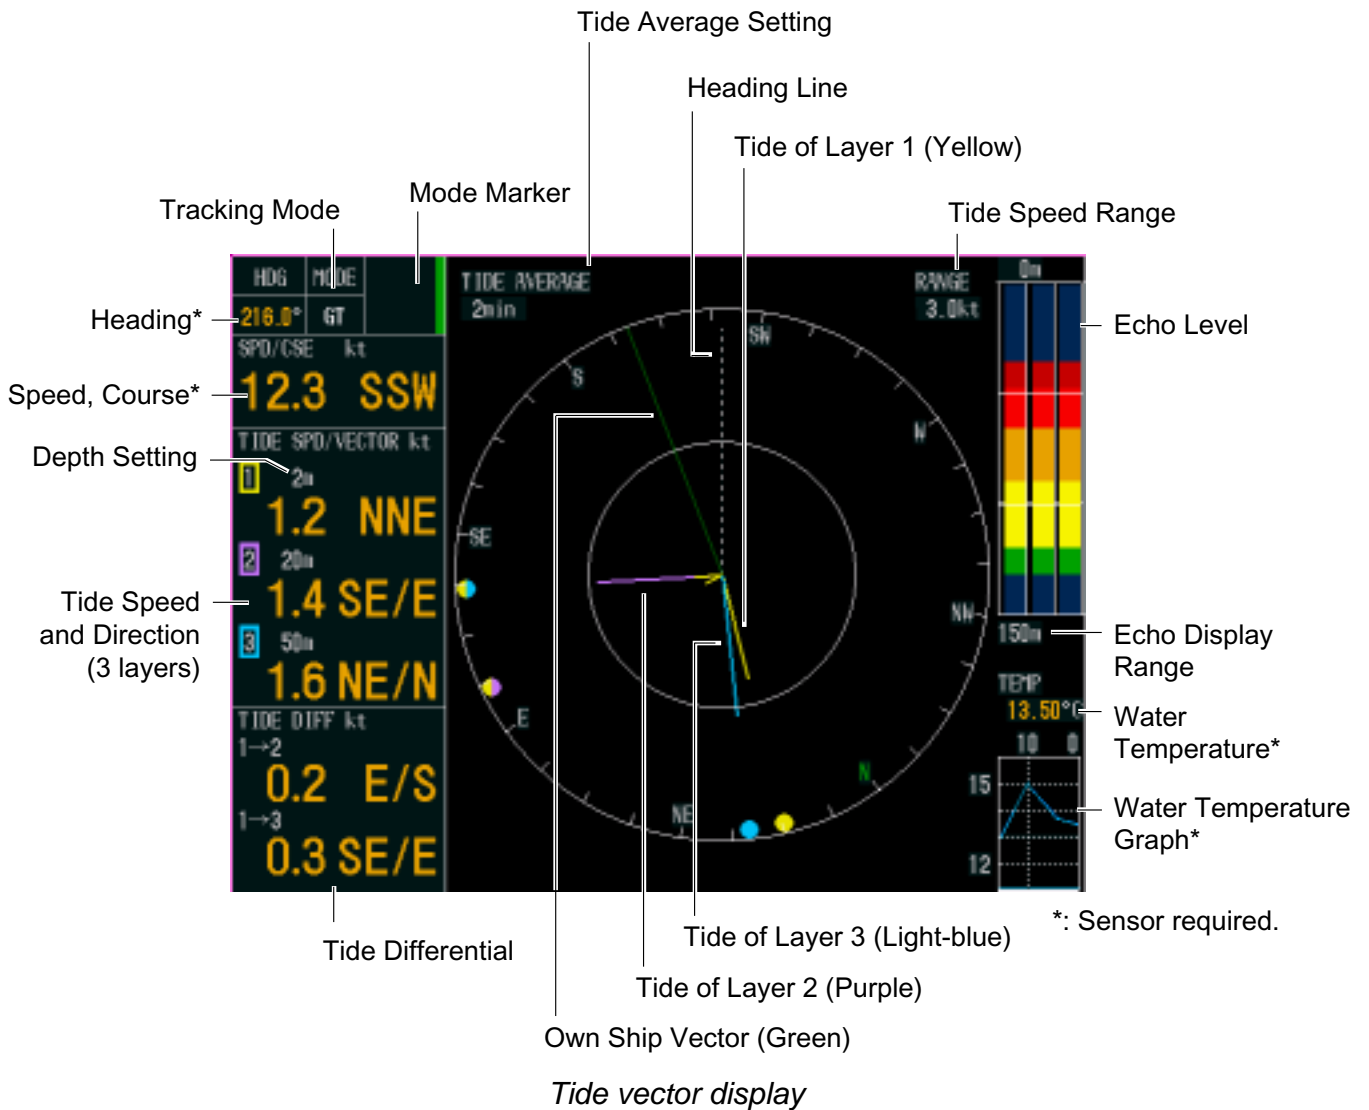 Tide Average Setting
Heading Line
Tide of Layer 1 (Yellow)
Mode Marker
Tracking Mode
Tide Speed Range
HDG MODE
216.0° GT
Heading*
SPD/CSE kt
12.3 SSW
Speed, Course*
TIDE SPD/VECTOR kt
Depth Setting
1 2m
1.2 NNE
2 20m
1.4 SE/E
Tide Speed
and Direction
(3 layers)
3 50m
1.6 NE/N
TIDE DIFF kt
1→2
0.2 E/S
1→3
0.3 SE/E
TIDE AVERAGE
2min
RANGE
3.0kt
SW
S
W
SE
NW
E
N
NE
0m
Echo Level
150m
Echo Display
Range
TEMP
13.50°C
Water
Temperature*
10 0
15
12
Water Temperature
Graph*
*: Sensor required.
Tide Differential
Tide of Layer 3 (Light-blue)
Tide of Layer 2 (Purple)
Own Ship Vector (Green)
Tide vector display